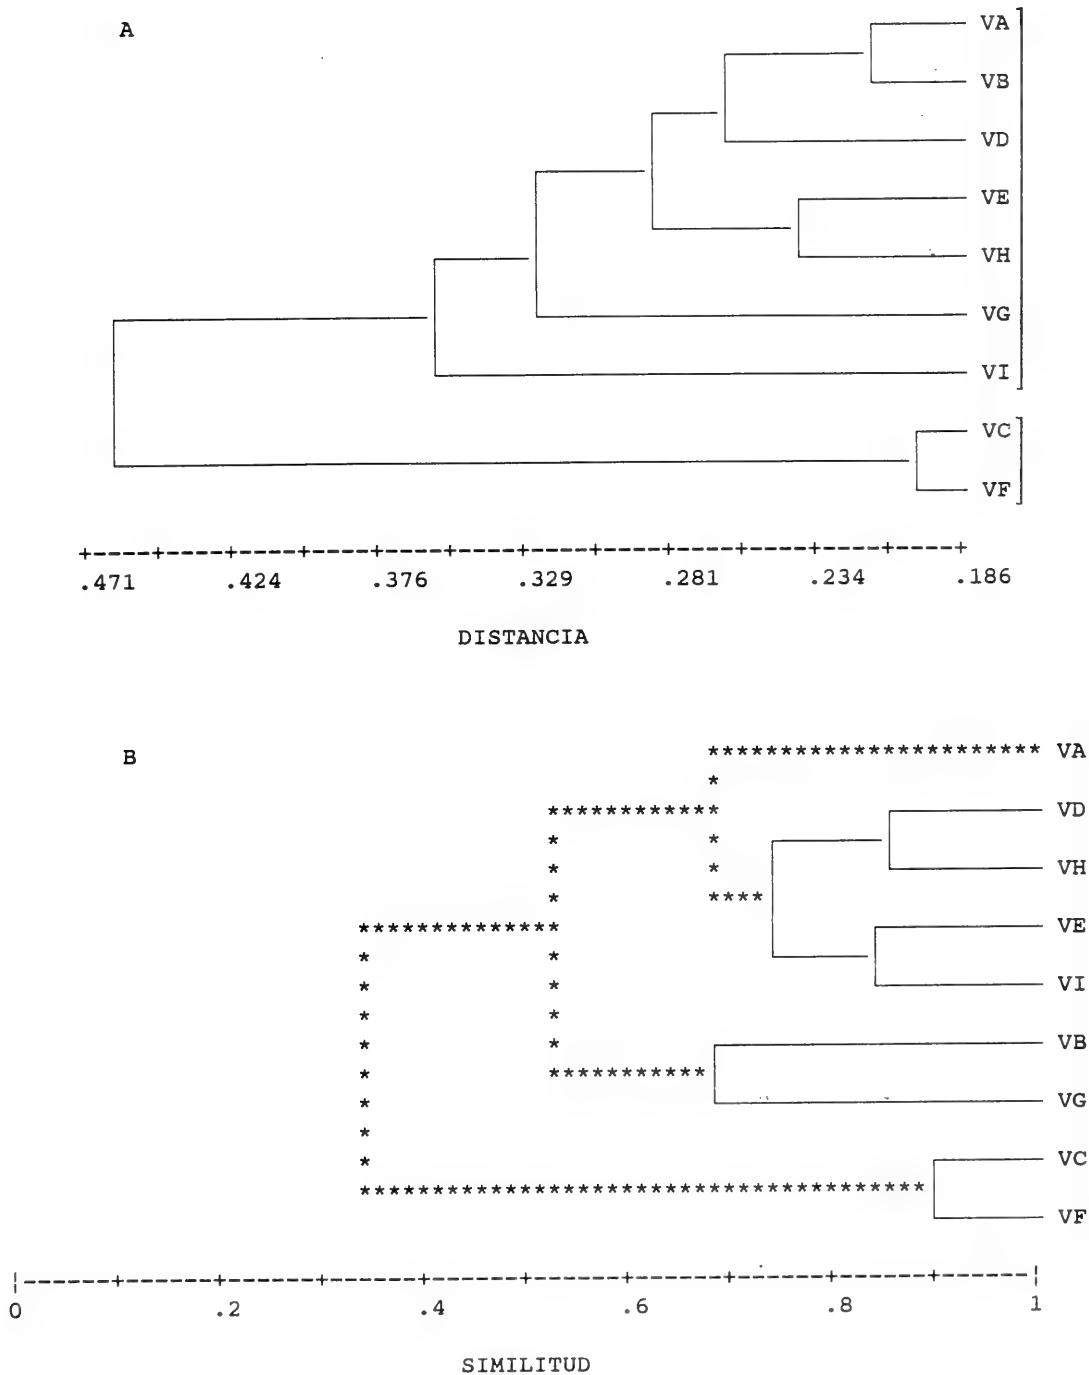 A
VA
VB
VD
VE
VH
VG
VI
VC
VF
.471 .424 .376 .329 .281 .234 .186
DISTANCIA
B
VA
VD
VH
VE
VI
VB
VG
VC
VF
0 .2 .4 .6 .8 1
SIMILITUD